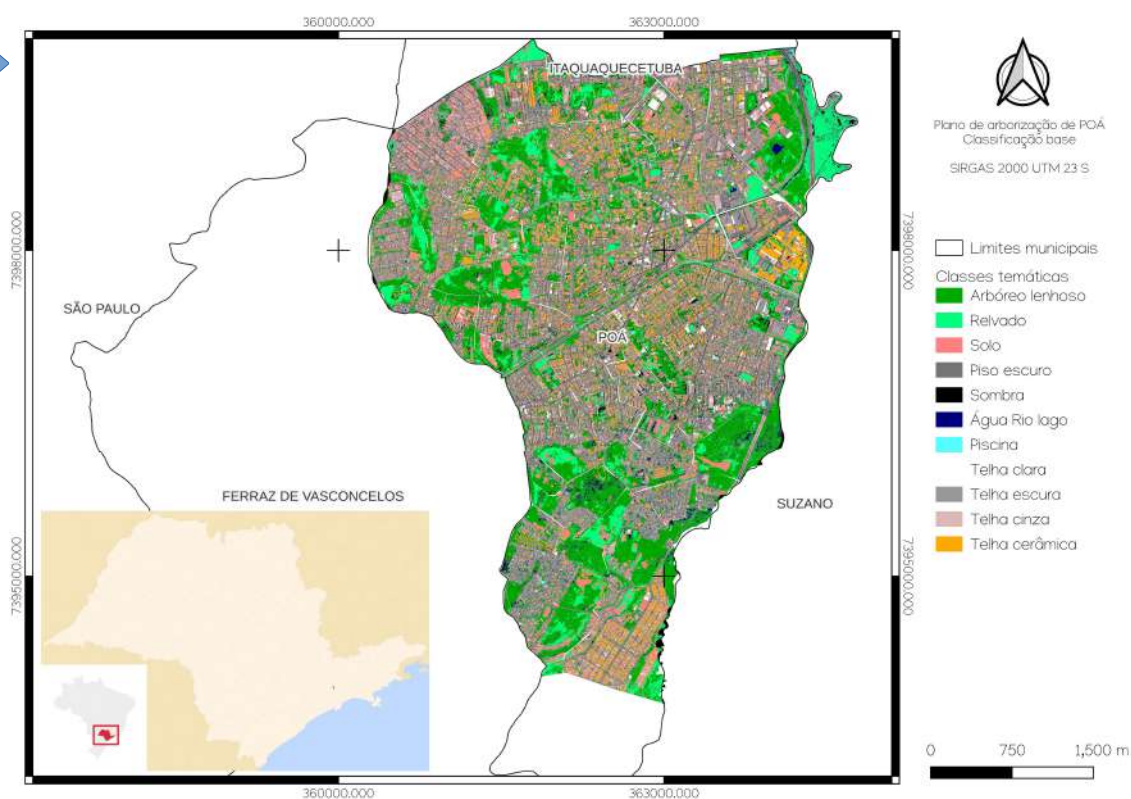 360000.000
363000.000
ITAQUAQUECETUBA
Plano de arborização de POÁ
Classificação base
SIRGAS 2000 UTM 23 S
7398000.000
7398000.000
Limites municipais
Classes temáticas
Arbóreo lenhoso
Relvado
Solo
Piso escuro
Sombra
Água Rio lago
Piscina
Telha clara
Telha escura
Telha cinza
Telha cerâmica
SÃO PAULO
POÁ
FERRAZ DE VASCONCELOS
SUZANO
7395000.000
7395000.000
0 750 1,500 m
360000.000
363000.000